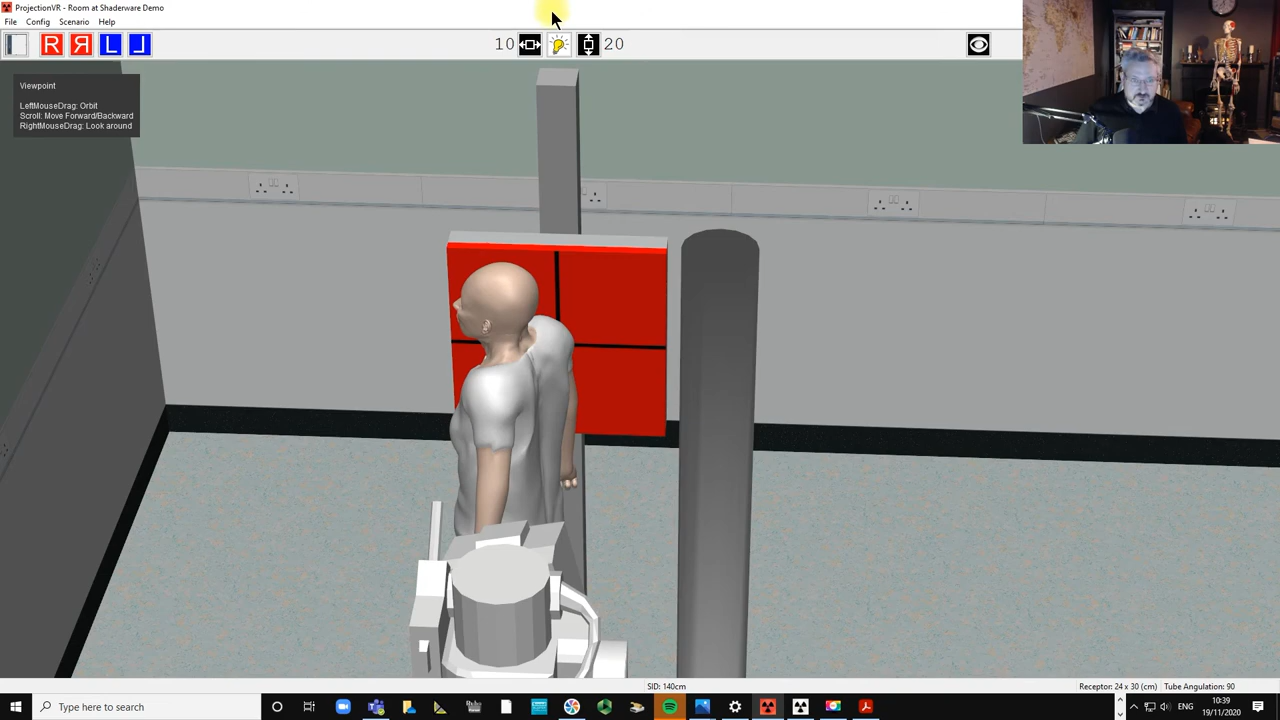 ProjectionVR - Room at Shaderware Demo
File Config Scenario Help
R R L L 10 20
Viewpoint
LeftMouseDrag: Orbit
Scroll: Move Forward/Backward
RightMouseDrag: Look around
SID: 140cm Receptor: 24 x 30 (cm) Tube Angulation: 90
Type here to search
10:39
19/11/2020